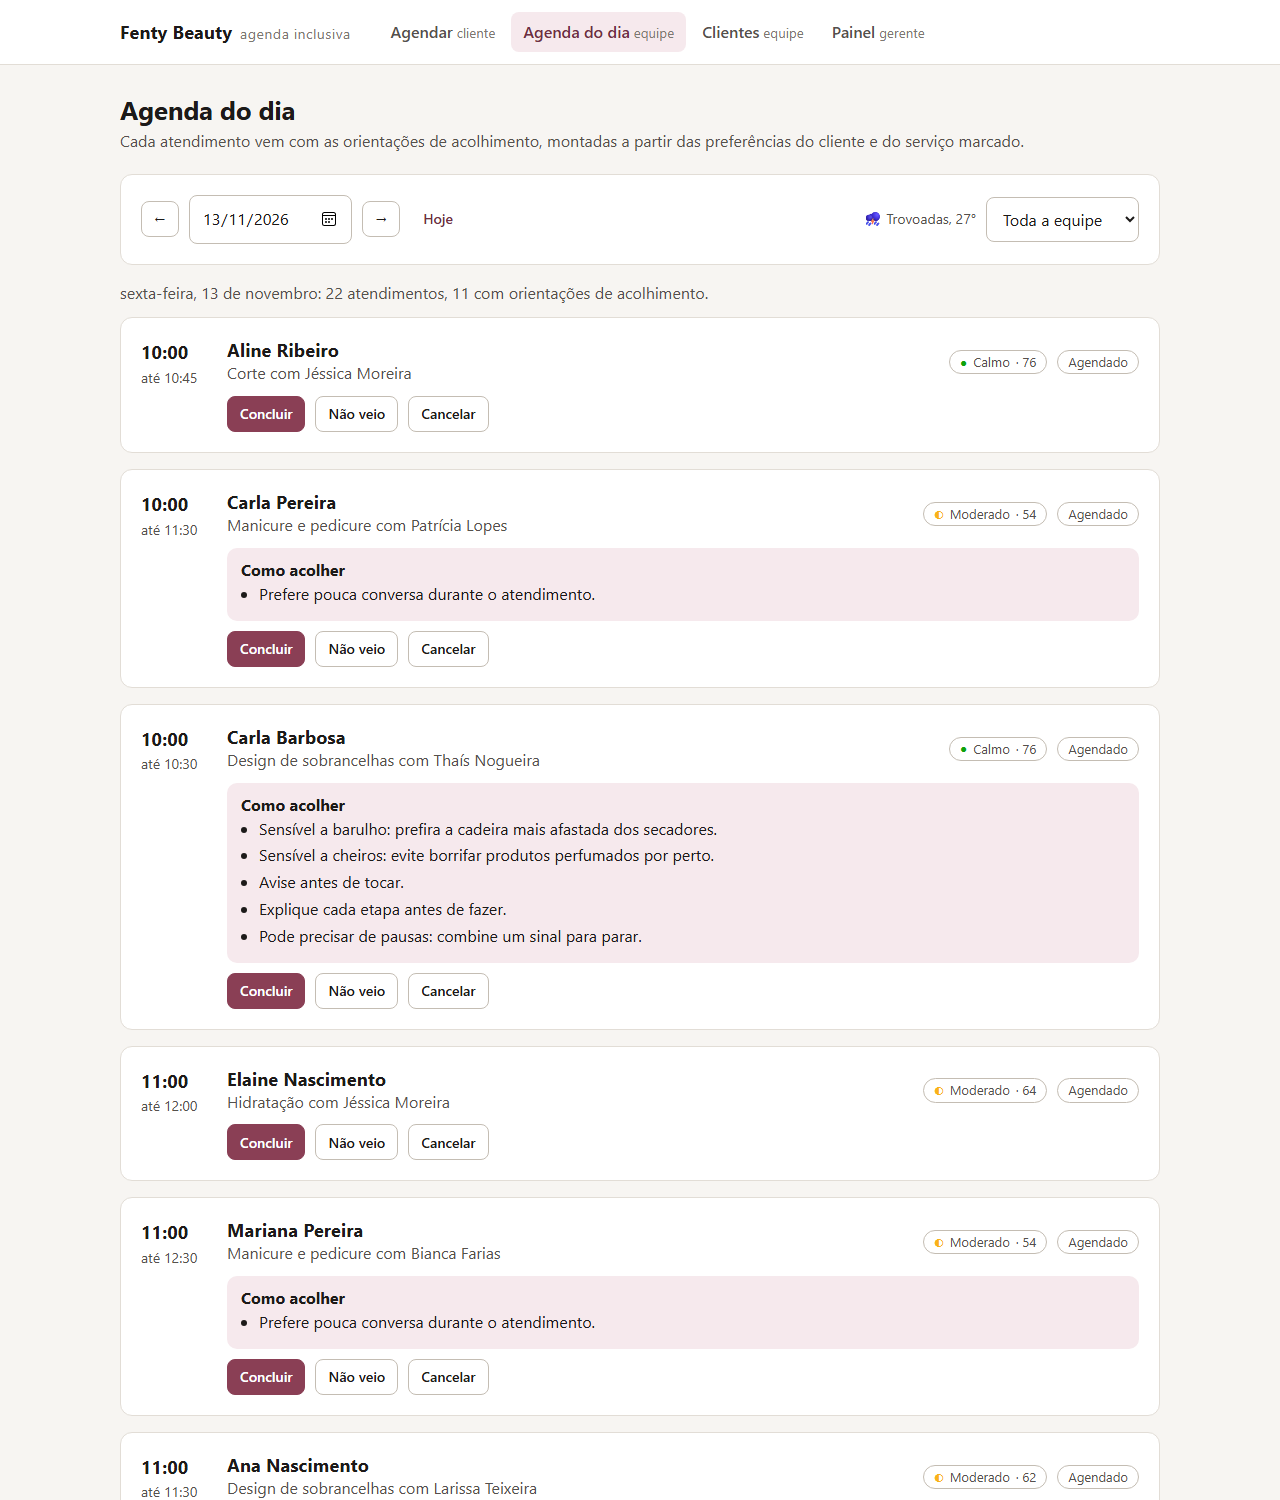 Fenty Beauty agenda inclusiva Agendar cliente Agenda do dia equipe Clientes equipe Painel gerente
Agenda do dia
Cada atendimento vem com as orientações de acolhimento, montadas a partir das preferências do cliente e do serviço marcado.
← 13/11/2026 → Hoje Trovoadas, 27° Toda a equipe
sexta-feira, 13 de novembro: 22 atendimentos, 11 com orientações de acolhimento.
10:00 Aline Ribeiro Calmo · 76 Agendado
até 10:45 Corte com Jéssica Moreira
Concluir Não veio Cancelar
10:00 Carla Pereira Moderado · 54 Agendado
até 11:30 Manicure e pedicure com Patrícia Lopes
Como acolher
• Prefere pouca conversa durante o atendimento.
Concluir Não veio Cancelar
10:00 Carla Barbosa Calmo · 76 Agendado
até 10:30 Design de sobrancelhas com Thaís Nogueira
Como acolher
• Sensível a barulho: prefira a cadeira mais afastada dos secadores.
• Sensível a cheiros: evite borrifar produtos perfumados por perto.
• Avise antes de tocar.
• Explique cada etapa antes de fazer.
• Pode precisar de pausas: combine um sinal para parar.
Concluir Não veio Cancelar
11:00 Elaine Nascimento Moderado · 64 Agendado
até 12:00 Hidratação com Jéssica Moreira
Concluir Não veio Cancelar
11:00 Mariana Pereira Moderado · 54 Agendado
até 12:30 Manicure e pedicure com Bianca Farias
Como acolher
• Prefere pouca conversa durante o atendimento.
Concluir Não veio Cancelar
11:00 Ana Nascimento Moderado · 62 Agendado
até 11:30 Design de sobrancelhas com Larissa Teixeira